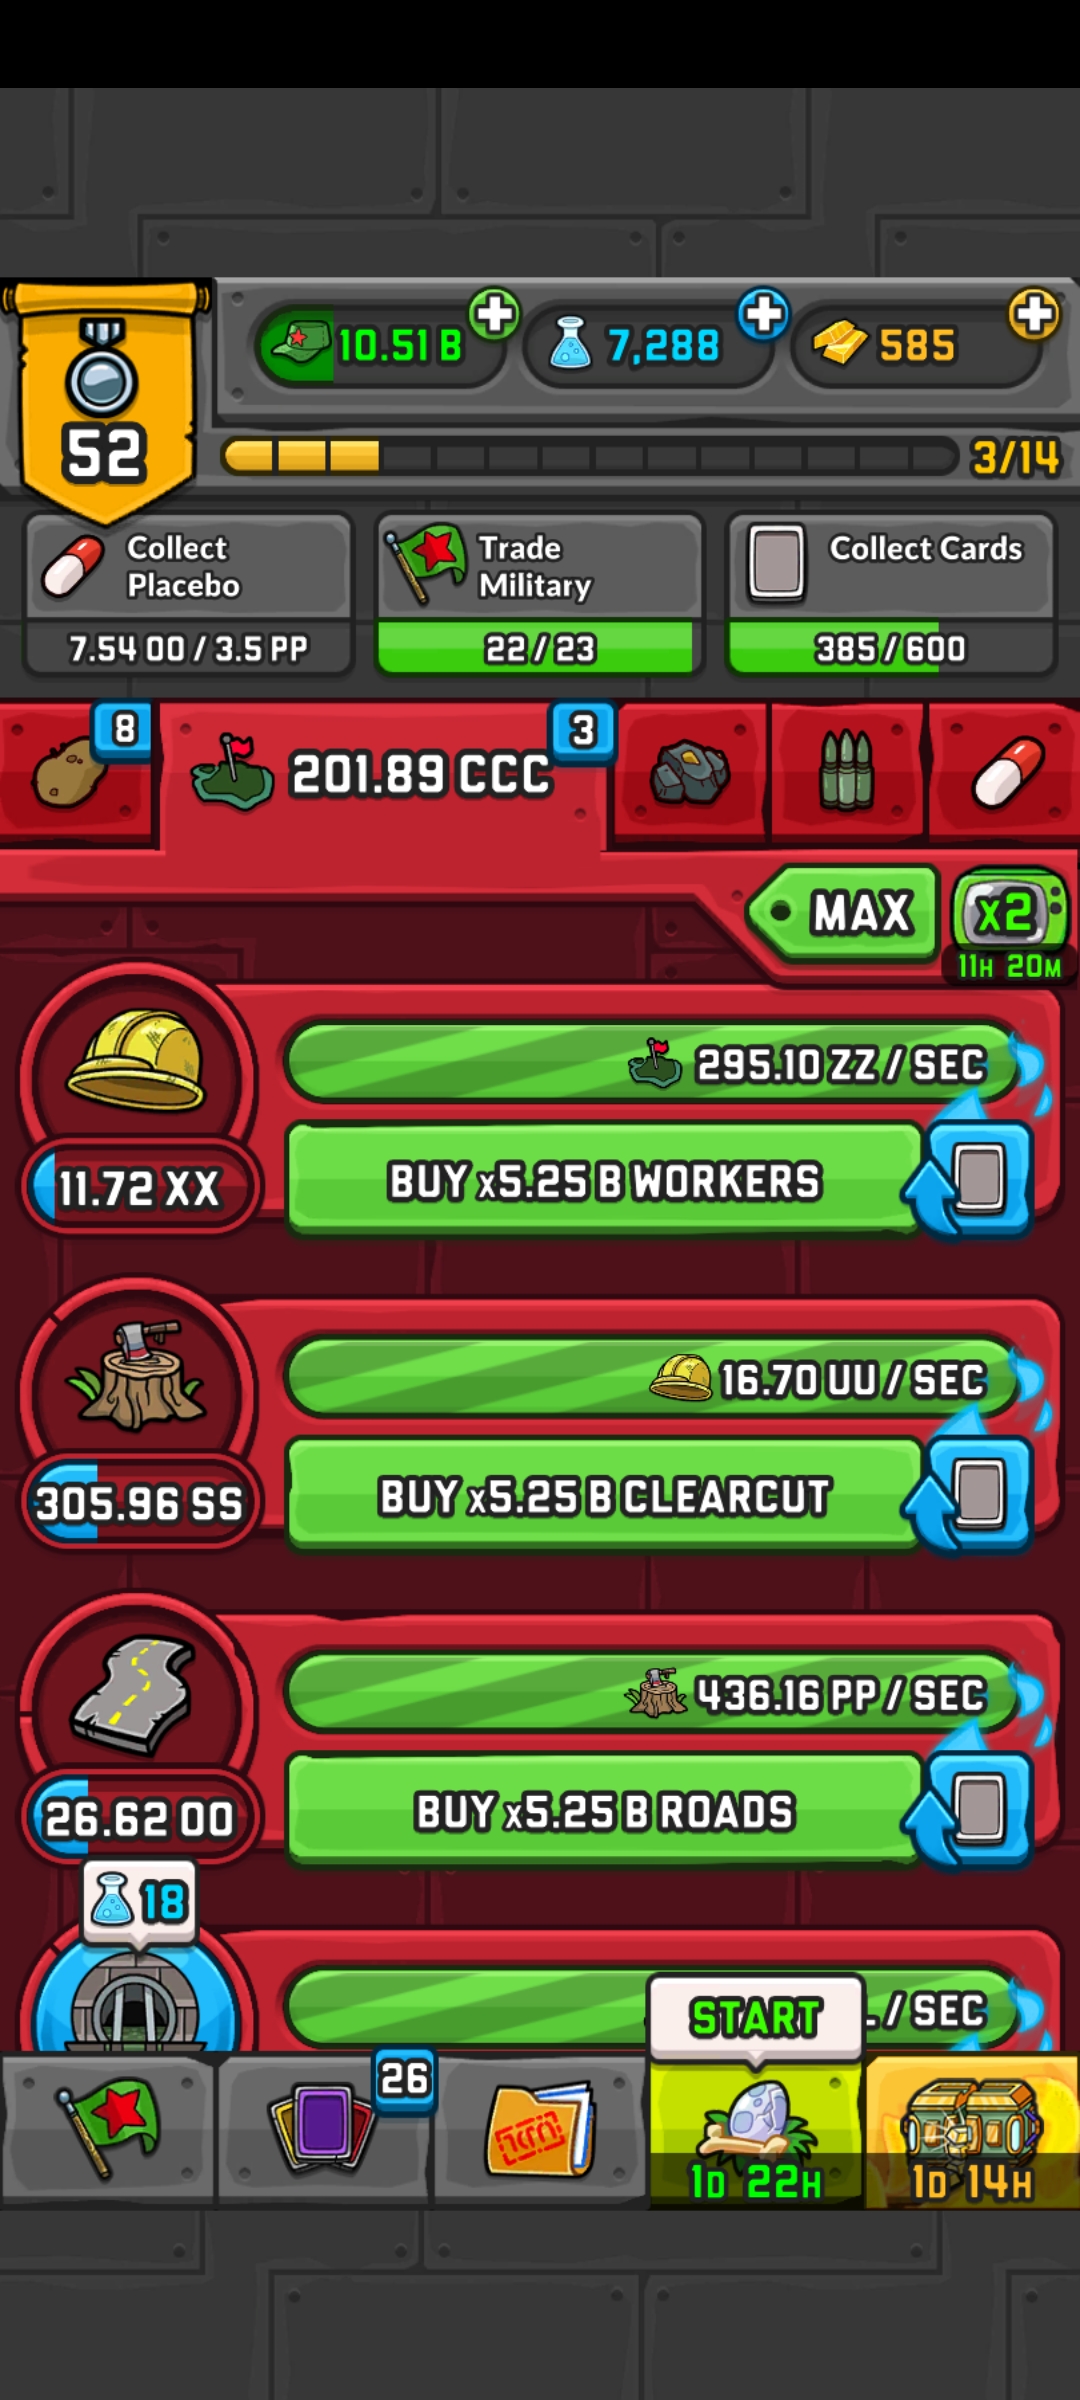 10.51 B
7,288
585
52
3/14
Collect
Placebo
7.54 OO / 3.5 PP
Trade
Military
22 / 23
Collect Cards
385 / 600
8
201.89 CCC
3
MAX
x2
11H 20M
295.10 ZZ / SEC
11.72 XX
BUY x5.25 B WORKERS
16.70 UU / SEC
305.96 SS
BUY x5.25 B CLEARCUT
436.16 PP / SEC
26.62 OO
BUY x5.25 B ROADS
18
/ SEC
START
26
1D 22H
1D 14H